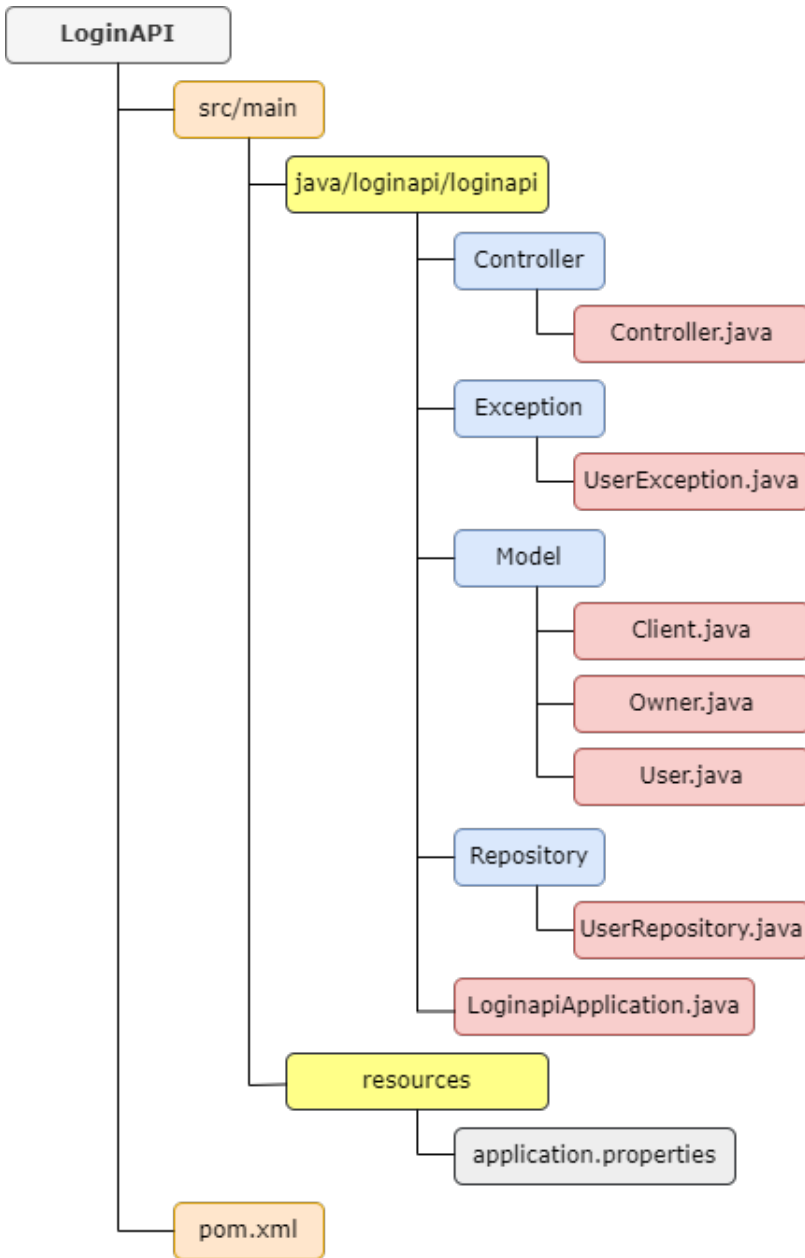 LoginAPI
src/main
java/loginapi/loginapi
Controller
Controller.java
Exception
UserException.java
Model
Client.java
Owner.java
User.java
Repository
UserRepository.java
LoginapiApplication.java
resources
application.properties
pom.xml